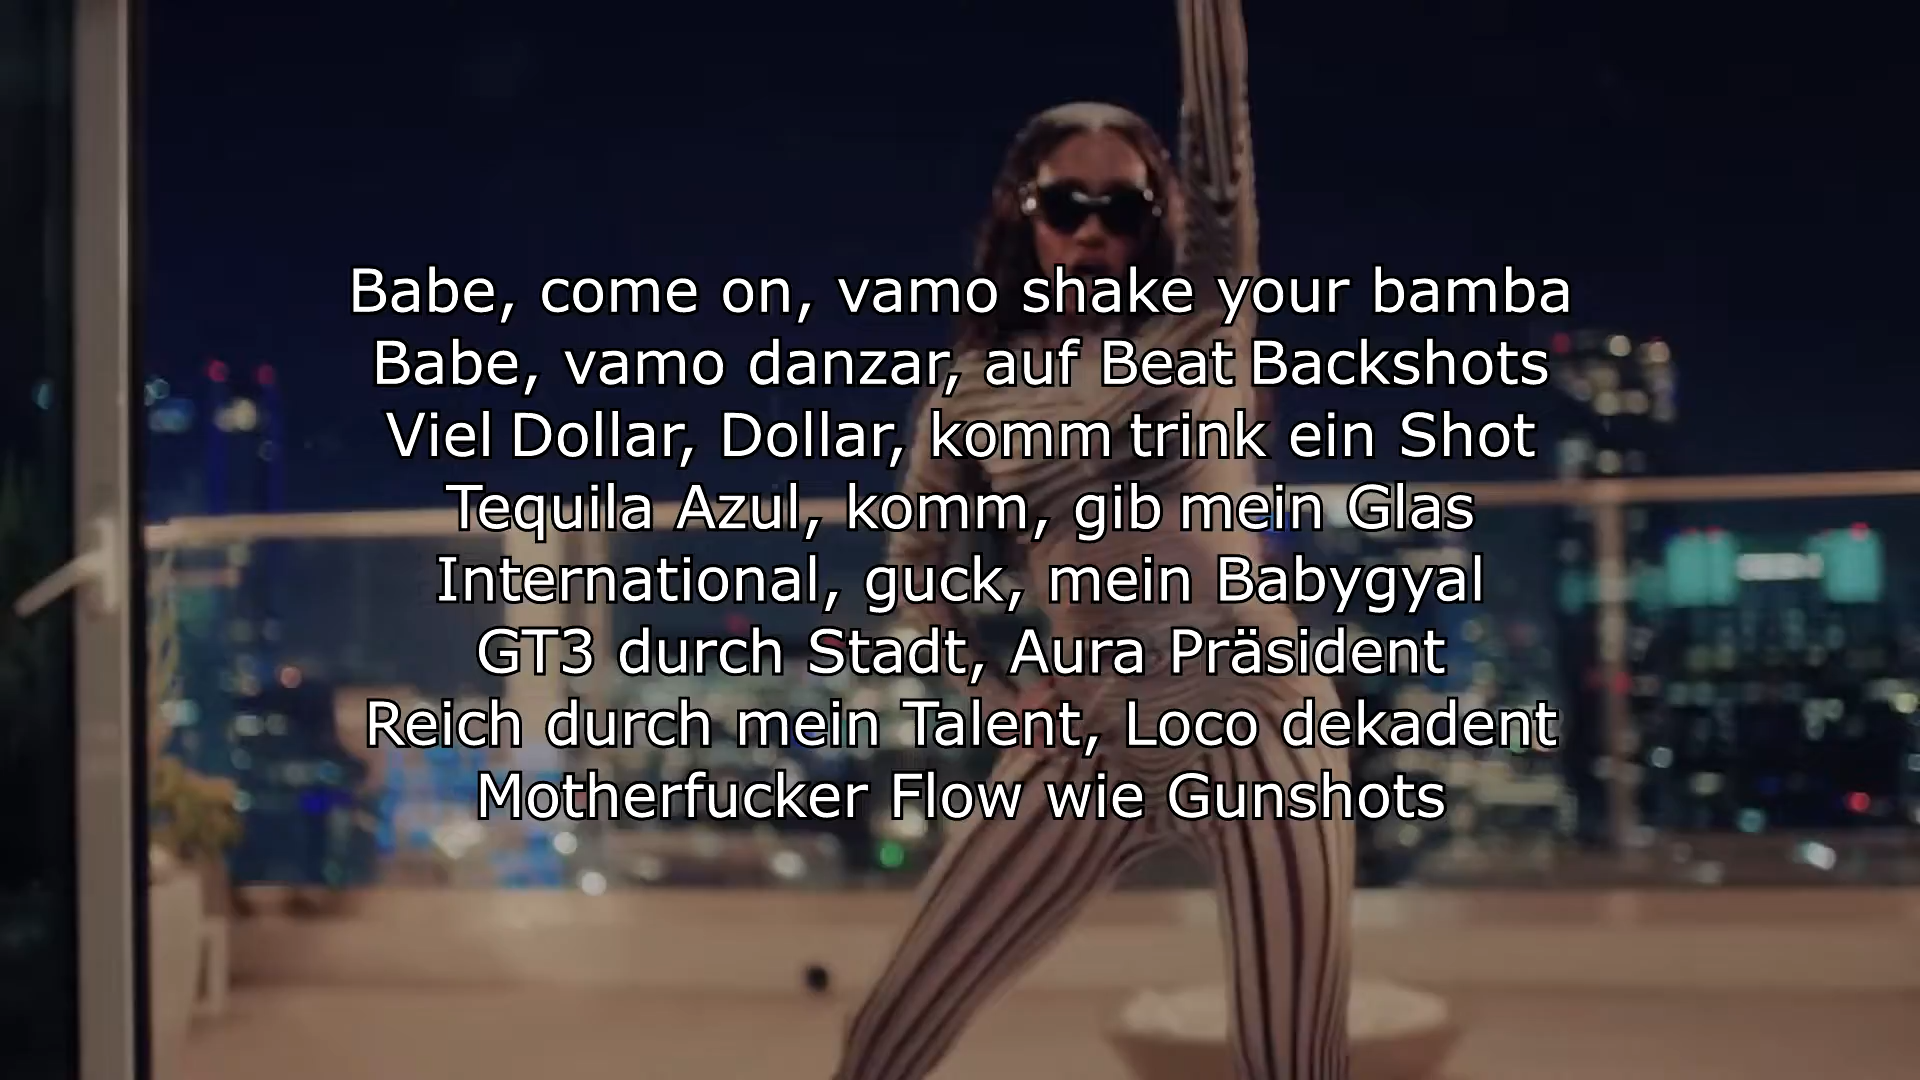 Babe, come on, vamo shake your bamba
Babe, vamo danzar, auf Beat Backshots
Viel Dollar, Dollar, komm trink ein Shot
Tequila Azul, komm, gib mein Glas
International, guck, mein Babygyal
GT3 durch Stadt, Aura Präsident
Reich durch mein Talent, Loco dekadent
Motherfucker Flow wie Gunshots